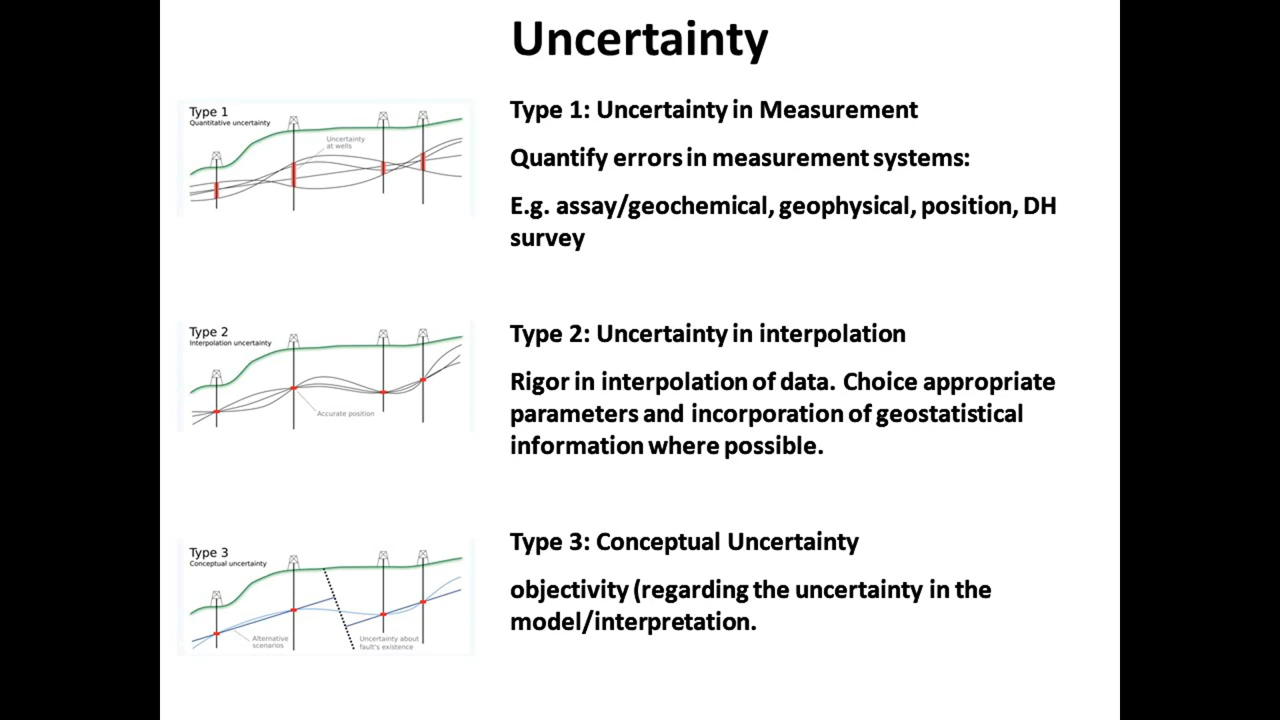 Uncertainty
Type 1
Quantitative uncertainty
Uncertainty
at wells
Type 1: Uncertainty in Measurement
Quantify errors in measurement systems:
E.g. assay/geochemical, geophysical, position, DH
survey
Type 2
Interpolation uncertainty
Accurate position
Type 2: Uncertainty in interpolation
Rigor in interpolation of data. Choice appropriate
parameters and incorporation of geostatistical
information where possible.
Type 3
Conceptual uncertainty
Alternative
scenarios
Uncertainty about
fault's existence
Type 3: Conceptual Uncertainty
objectivity (regarding the uncertainty in the
model/interpretation.